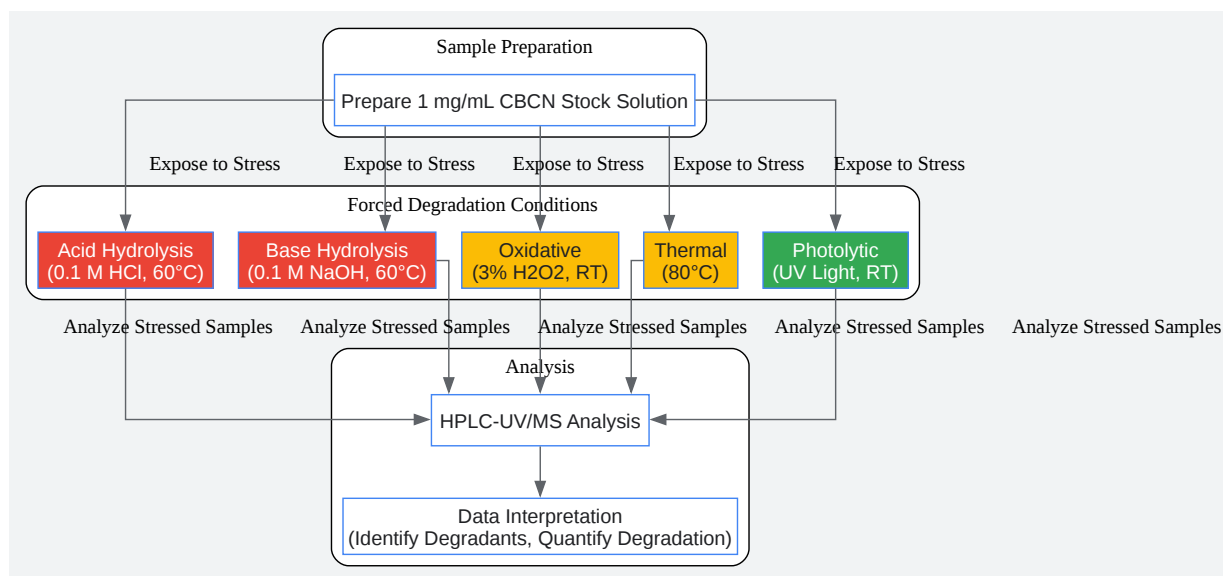 Sample Preparation
Prepare 1 mg/mL CBCN Stock Solution
Expose to Stress
Expose to Stress
Expose to Stress
Expose to Stress
Expose to Stress
Forced Degradation Conditions
Acid Hydrolysis
(0.1 M HCl, 60°C)
Base Hydrolysis
(0.1 M NaOH, 60°C)
Oxidative
(3% H2O2, RT)
Thermal
(80°C)
Photolytic
(UV Light, RT)
Analyze Stressed Samples
Analyze Stressed Samples
Analyze Stressed Samples
Analyze Stressed Samples
Analyze Stressed Samples
Analysis
HPLC-UV/MS Analysis
Data Interpretation
(Identify Degradants, Quantify Degradation)